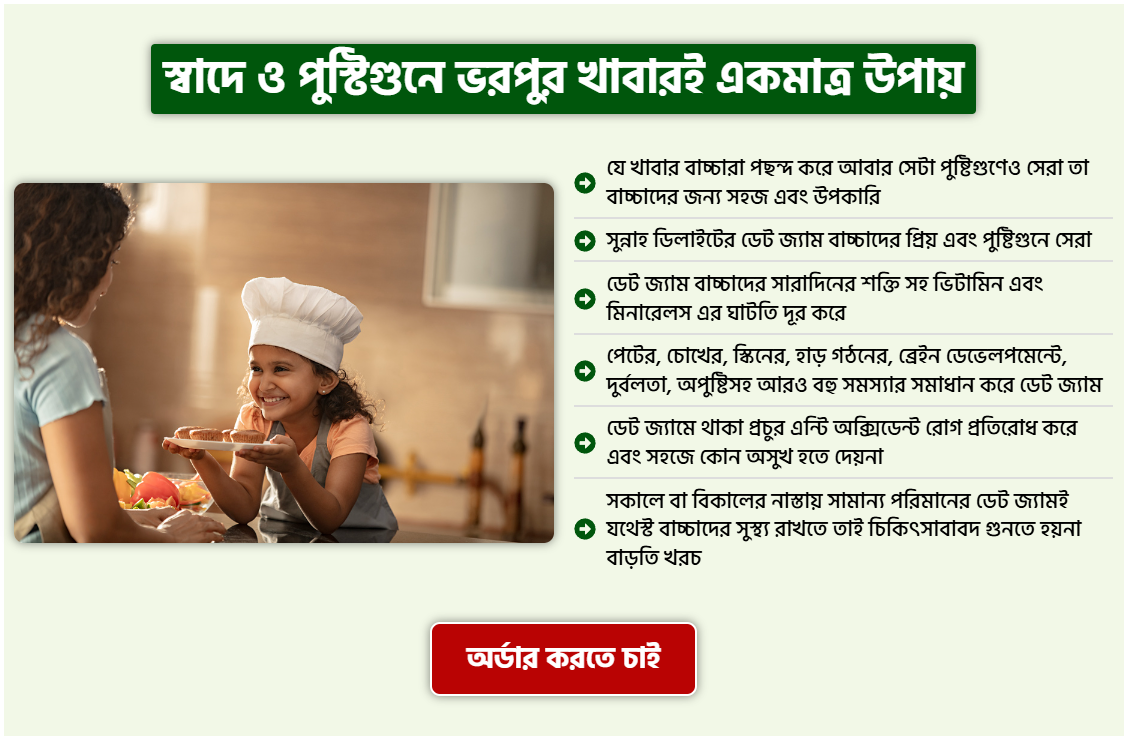 স্বাদে ও পুস্টিগুনে ভরপুর খাবারই একমাত্র উপায়
যে খাবার বাচ্চারা পছন্দ করে আবার সেটা পুষ্টিগুণেও সেরা তা
বাচ্চাদের জন্য সহজ এবং উপকারি
সুন্নাহ ডিলাইটের ডেট জ্যাম বাচ্চাদের প্রিয় এবং পুষ্টিগুনে সেরা
ডেট জ্যাম বাচ্চাদের সারাদিনের শক্তি সহ ভিটামিন এবং
মিনারেলস এর ঘাটতি দূর করে
পেটের, চোখের, স্কিনের, হাড় গঠনের, ব্রেইন ডেভেলপমেন্টে,
দুর্বলতা, অপুষ্টিসহ আরও বহু সমস্যার সমাধান করে ডেট জ্যাম
ডেট জ্যামে থাকা প্রচুর এন্টি অক্সিডেন্ট রোগ প্রতিরোধ করে
এবং সহজে কোন অসুখ হতে দেয়না
সকালে বা বিকালের নাস্তায় সামান্য পরিমানের ডেট জ্যামই
যথেস্ট বাচ্চাদের সুস্থ্য রাখতে তাই চিকিৎসাবাবদ গুনতে হয়না
বাড়তি খরচ
অর্ডার করতে চাই